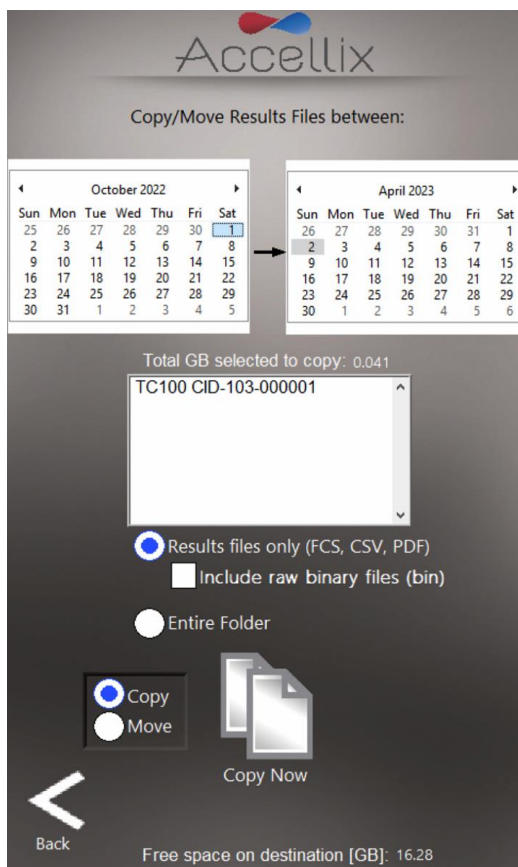 Accellix
Copy/Move Results Files between:
October 2022
Sun Mon Tue Wed Thu Fri Sat
25 26 27 28 29 30 1
2 3 4 5 6 7 8
9 10 11 12 13 14 15
16 17 18 19 20 21 22
23 24 25 26 27 28 29
30 31 1 2 3 4 5
April 2023
Sun Mon Tue Wed Thu Fri Sat
26 27 28 29 30 31 1
2 3 4 5 6 7 8
9 10 11 12 13 14 15
16 17 18 19 20 21 22
23 24 25 26 27 28 29
30 1 2 3 4 5 6
Total GB selected to copy: 0.041
TC100 CID-103-000001
Results files only (FCS, CSV, PDF)
Include raw binary files (bin)
Entire Folder
Copy
Move
Copy Now
Back
Free space on destination [GB]: 16.28